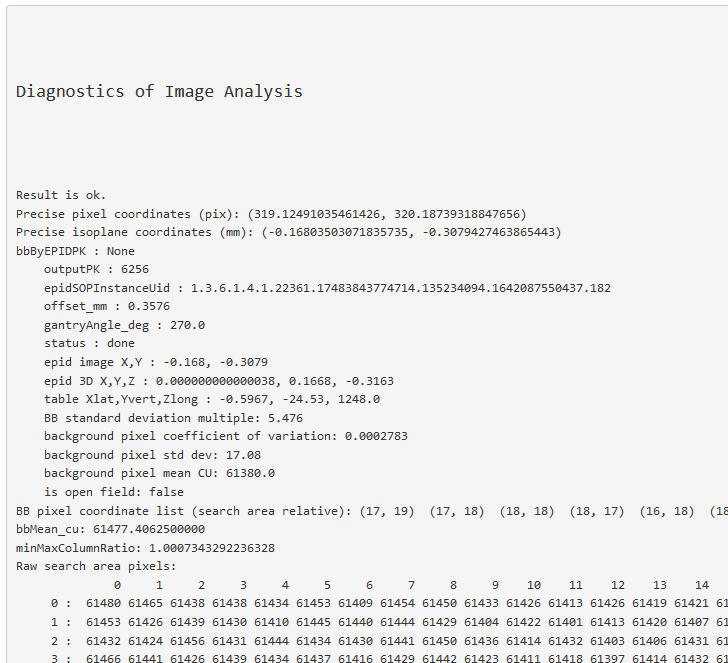 Diagnostics of Image Analysis
Result is ok.
Precise pixel coordinates (pix): (319.12491035461426, 320.18739318847656)
Precise isoplane coordinates (mm): (-0.16803503071835735, -0.3079427463865443)
bbByEPIDPK : None
outputPK : 6256
epidSOPInstanceUid : 1.3.6.1.4.1.22361.17483843774714.135234094.1642087550437.182
offset_mm : 0.3576
gantryAngle_deg : 270.0
status : done
epid image X,Y : -0.168, -0.3079
epid 3D X,Y,Z : 0.000000000000038, 0.1668, -0.3163
table Xlat,Yvert,Zlong : -0.5967, -24.53, 1248.0
BB standard deviation multiple: 5.476
background pixel coefficient of variation: 0.0002783
background pixel std dev: 17.08
background pixel mean CU: 61380.0
is open field: false
BB pixel coordinate list (search area relative): (17, 19)  (17, 18)  (18, 18)  (18, 17)  (16, 18)  (18
bbMean_cu: 61477.4062500000
minMaxColumnRatio: 1.0007343292236328
Raw search area pixels:
0 1 2 3 4 5 6 7 8 9 10 11 12 13 14
0 : 61480 61465 61438 61438 61434 61453 61409 61454 61450 61433 61426 61413 61426 61419 61421 61
1 : 61453 61426 61439 61430 61410 61445 61440 61444 61429 61404 61422 61401 61413 61420 61407 61
2 : 61432 61424 61456 61431 61444 61434 61430 61441 61450 61436 61414 61432 61403 61406 61431 61
3 : 61466 61441 61426 61439 61434 61437 61416 61429 61442 61423 61411 61418 61397 61414 61432 61